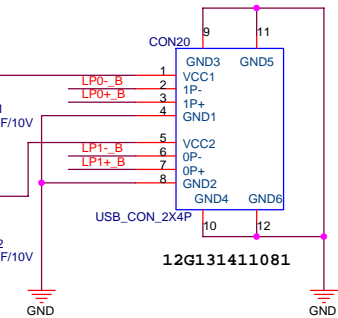 9
11
CON20
GND3
GND5
1
VCC1
LP0-_B
2
1P-
LP0+_B
3
1P+
4
GND1
F/10V
5
VCC2
LP1-_B
6
0P-
LP1+_B
7
0P+
8
GND2
GND4
GND6
USB_CON_2X4P
10
12
F/10V
12G131411081
GND
GND